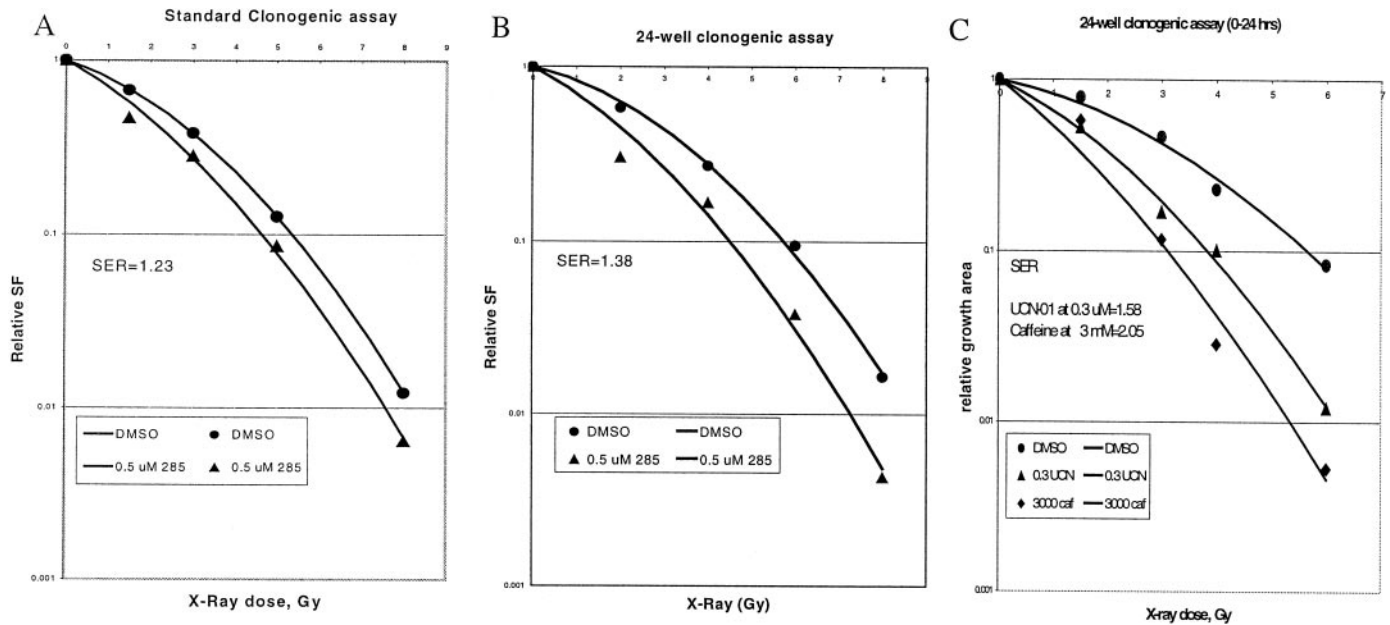 A
Standard Clonogenic assay
0 1 2 3 4 5 6 7 8 9
1
0.1
0.01
0.001
Relative SF
SER=1.23
DMSO DMSO
0.5 uM 285 0.5 uM 285
X-Ray dose, Gy
B
24-well clonogenic assay
0 1 2 3 4 5 6 7 8 9
1
0.1
0.01
0.001
Relative SF
SER=1.38
DMSO DMSO
0.5 uM 285 0.5 uM 285
X-Ray (Gy)
C
24-well clonogenic assay (0-24 hrs)
0 1 2 3 4 5 6 7
1
0.1
0.01
0.001
relative growth area
SER
UCN-01 at 0.3 uM=1.58
Caffeine at 3 mM=2.05
DMSO DMSO
0.3 UCN 0.3 UCN
3000 caf 3000 caf
X-ray dose, Gy